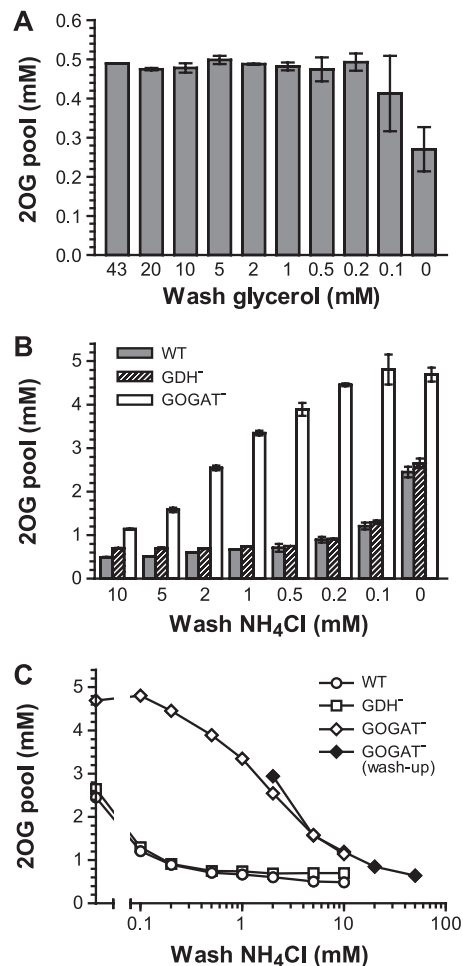 A
2OG pool (mM)
0.6
0.5
0.4
0.3
0.2
0.1
0.0
43 20 10 5 2 1 0.5 0.2 0.1 0
Wash glycerol (mM)
B
WT
GDH⁻
GOGAT⁻
2OG pool (mM)
5
4
3
2
1
0
10 5 2 1 0.5 0.2 0.1 0
Wash NH₄Cl (mM)
C
WT
GDH⁻
GOGAT⁻
GOGAT⁻
(wash-up)
2OG pool (mM)
5
4
3
2
1
0
0.1 1 10 100
Wash NH₄Cl (mM)